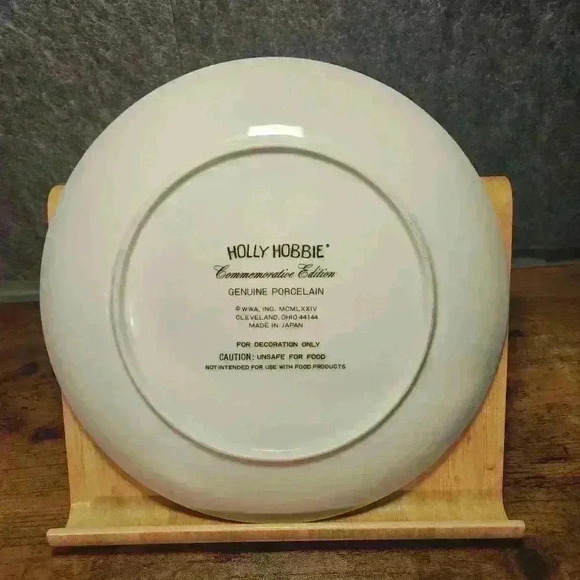 HOLLY HOBBIE®
Commemorative Edition
GENUINE PORCELAIN
© WWA, INC. MCMLXXIV
CLEVELAND, OHIO 44144
MADE IN JAPAN
FOR DECORATION ONLY
CAUTION: UNSAFE FOR FOOD
NOT INTENDED FOR USE WITH FOOD PRODUCTS